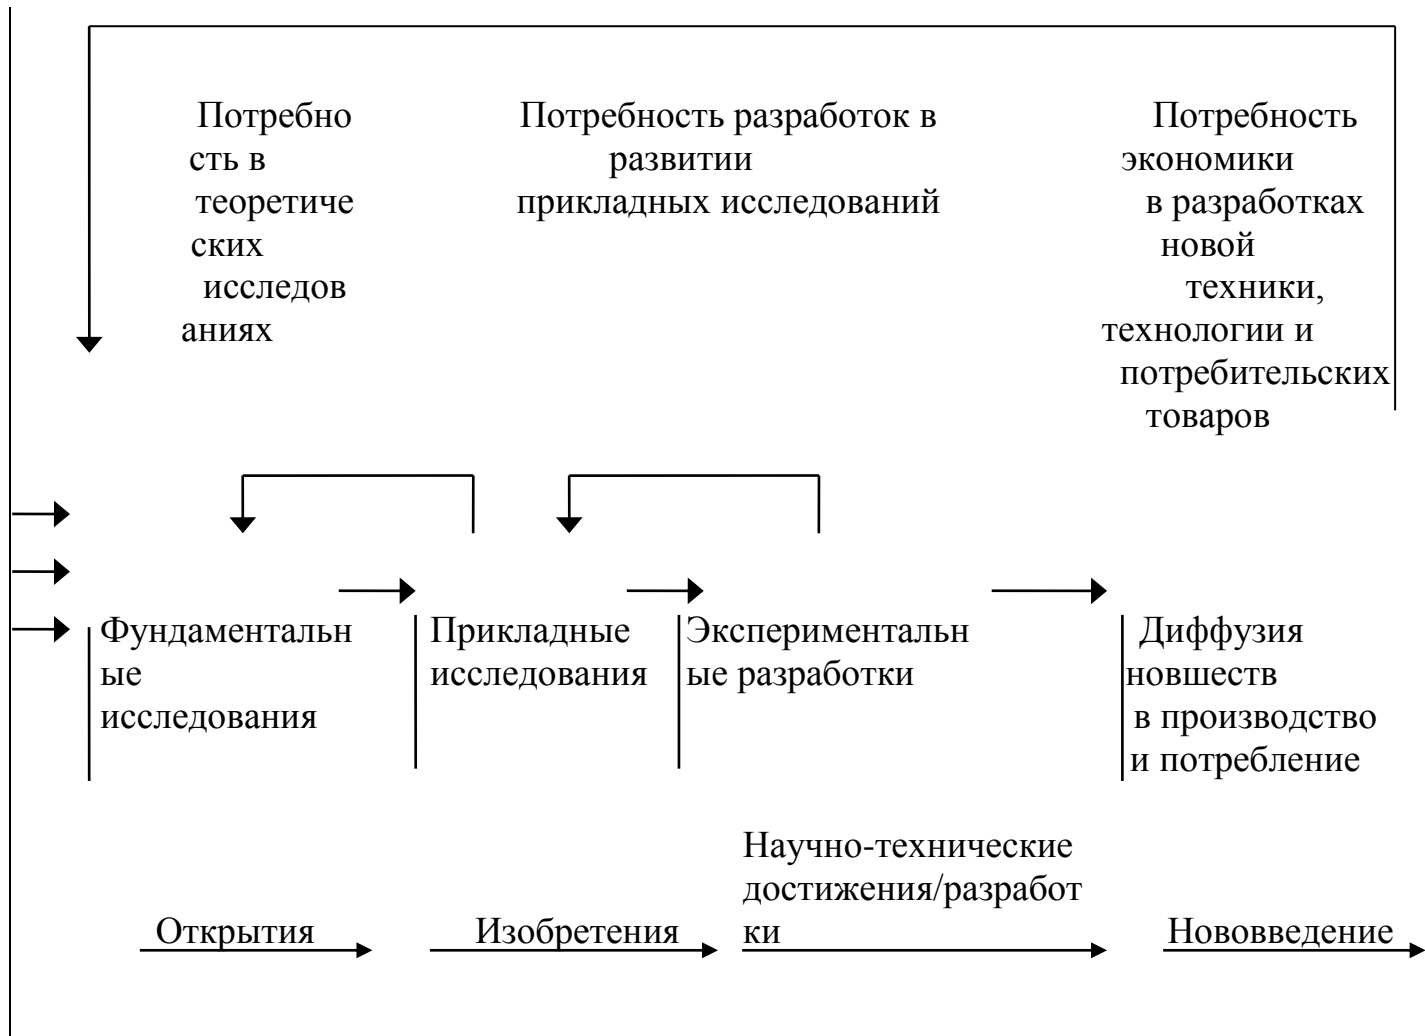 Потребно
сть в
теоретиче
ских
исследов
аниях
Потребность разработок в
развитии
прикладных исследований
Потребность
экономики
в разработках
новой
техники,
технологии и
потребительских
товаров
Фундаментальн
ые
исследования
Прикладные
исследования
Экспериментальн
ые разработки
Диффузия
новшеств
в производство
и потребление
Открытия
Изобретения
Научно-технические
достижения/разработ
ки
Нововведение